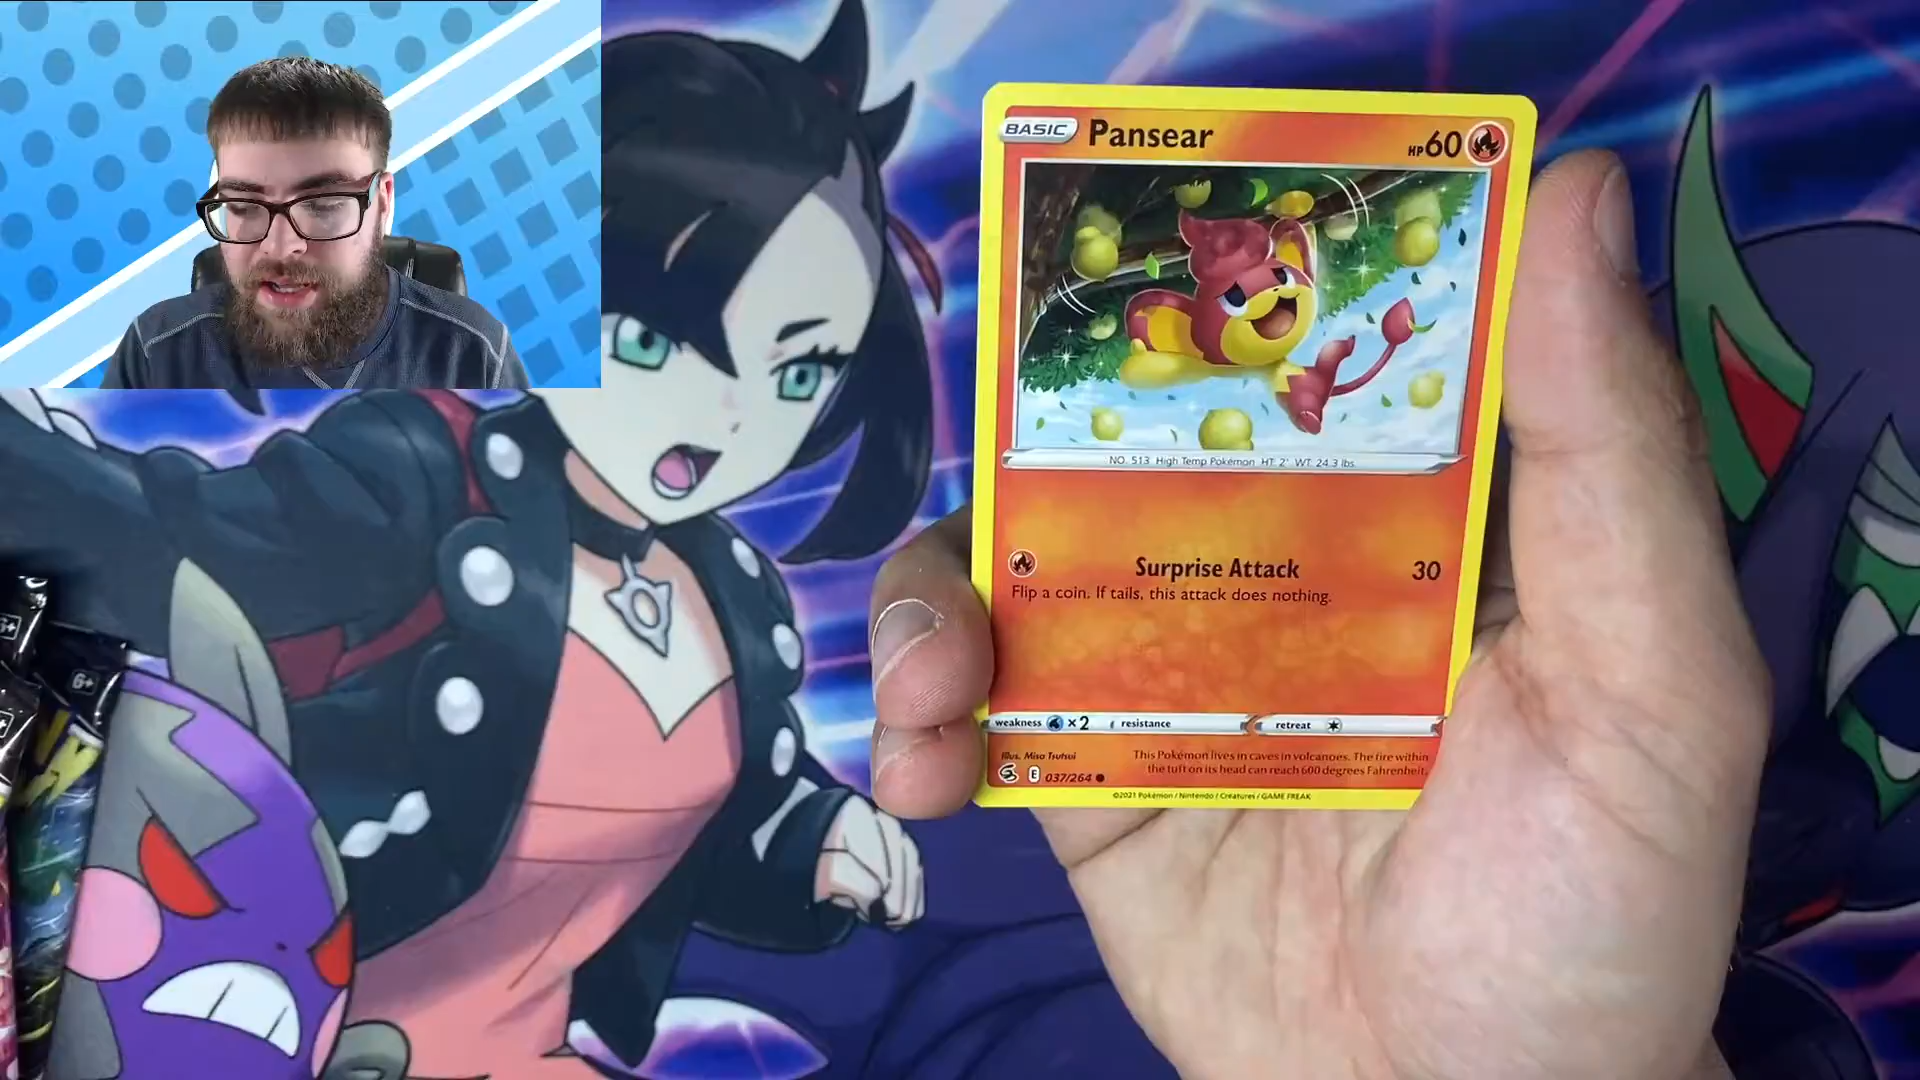 BASIC Pansear HP60
NO. 513 High Temp Pokémon HT. 2' WT. 24.3 lbs.
Surprise Attack 30
Flip a coin. If tails, this attack does nothing.
weakness ×2 resistance retreat
Illus. Misa Tsutsui
This Pokémon lives in caves in volcanoes. The fire within
the tuft on its head can reach 600 degrees Fahrenheit.
E 037/264
©2021 Pokémon / Nintendo / Creatures / GAME FREAK
6+
6+